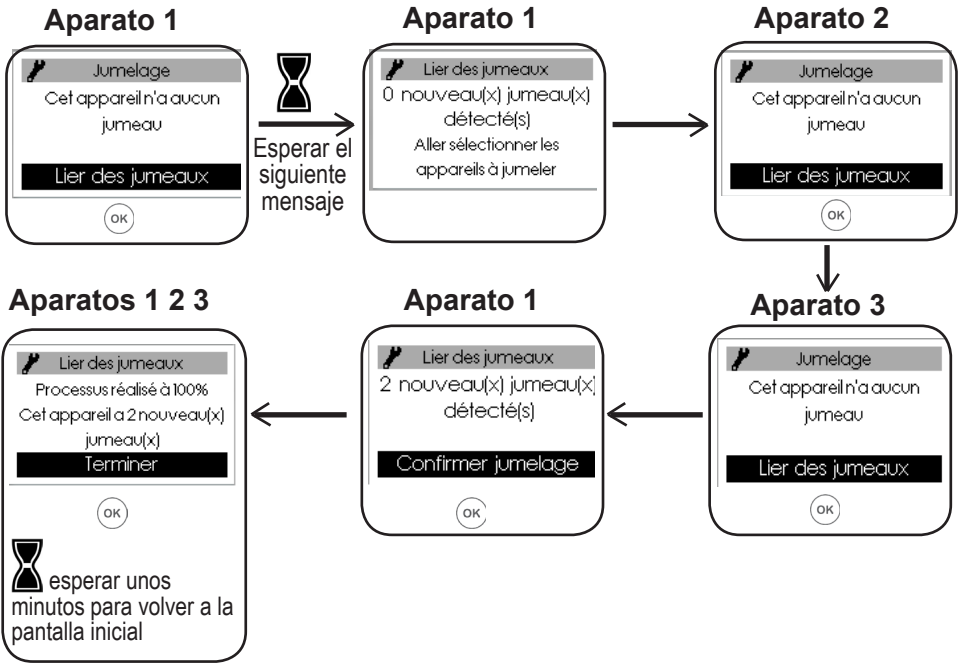 Aparato 1
Jumelage
Cet appareil n'a aucun
jumeau
Lier des jumeaux
OK
Esperar el
siguiente
mensaje
Aparato 1
Lier des jumeaux
0 nouveau(x) jumeau(x)
détecté(s)
Aller sélectionner les
appareils à jumeler
Aparato 2
Jumelage
Cet appareil n'a aucun
jumeau
Lier des jumeaux
OK
Aparato 3
Jumelage
Cet appareil n'a aucun
jumeau
Lier des jumeaux
OK
Aparato 1
Lier des jumeaux
2 nouveau(x) jumeau(x)
détecté(s)
Confirmer jumelage
OK
Aparatos 1 2 3
Lier des jumeaux
Processus réalisé à 100%
Cet appareil a 2 nouveau(x)
jumeau(x)
Terminer
OK
esperar unos
minutos para volver a la
pantalla inicial